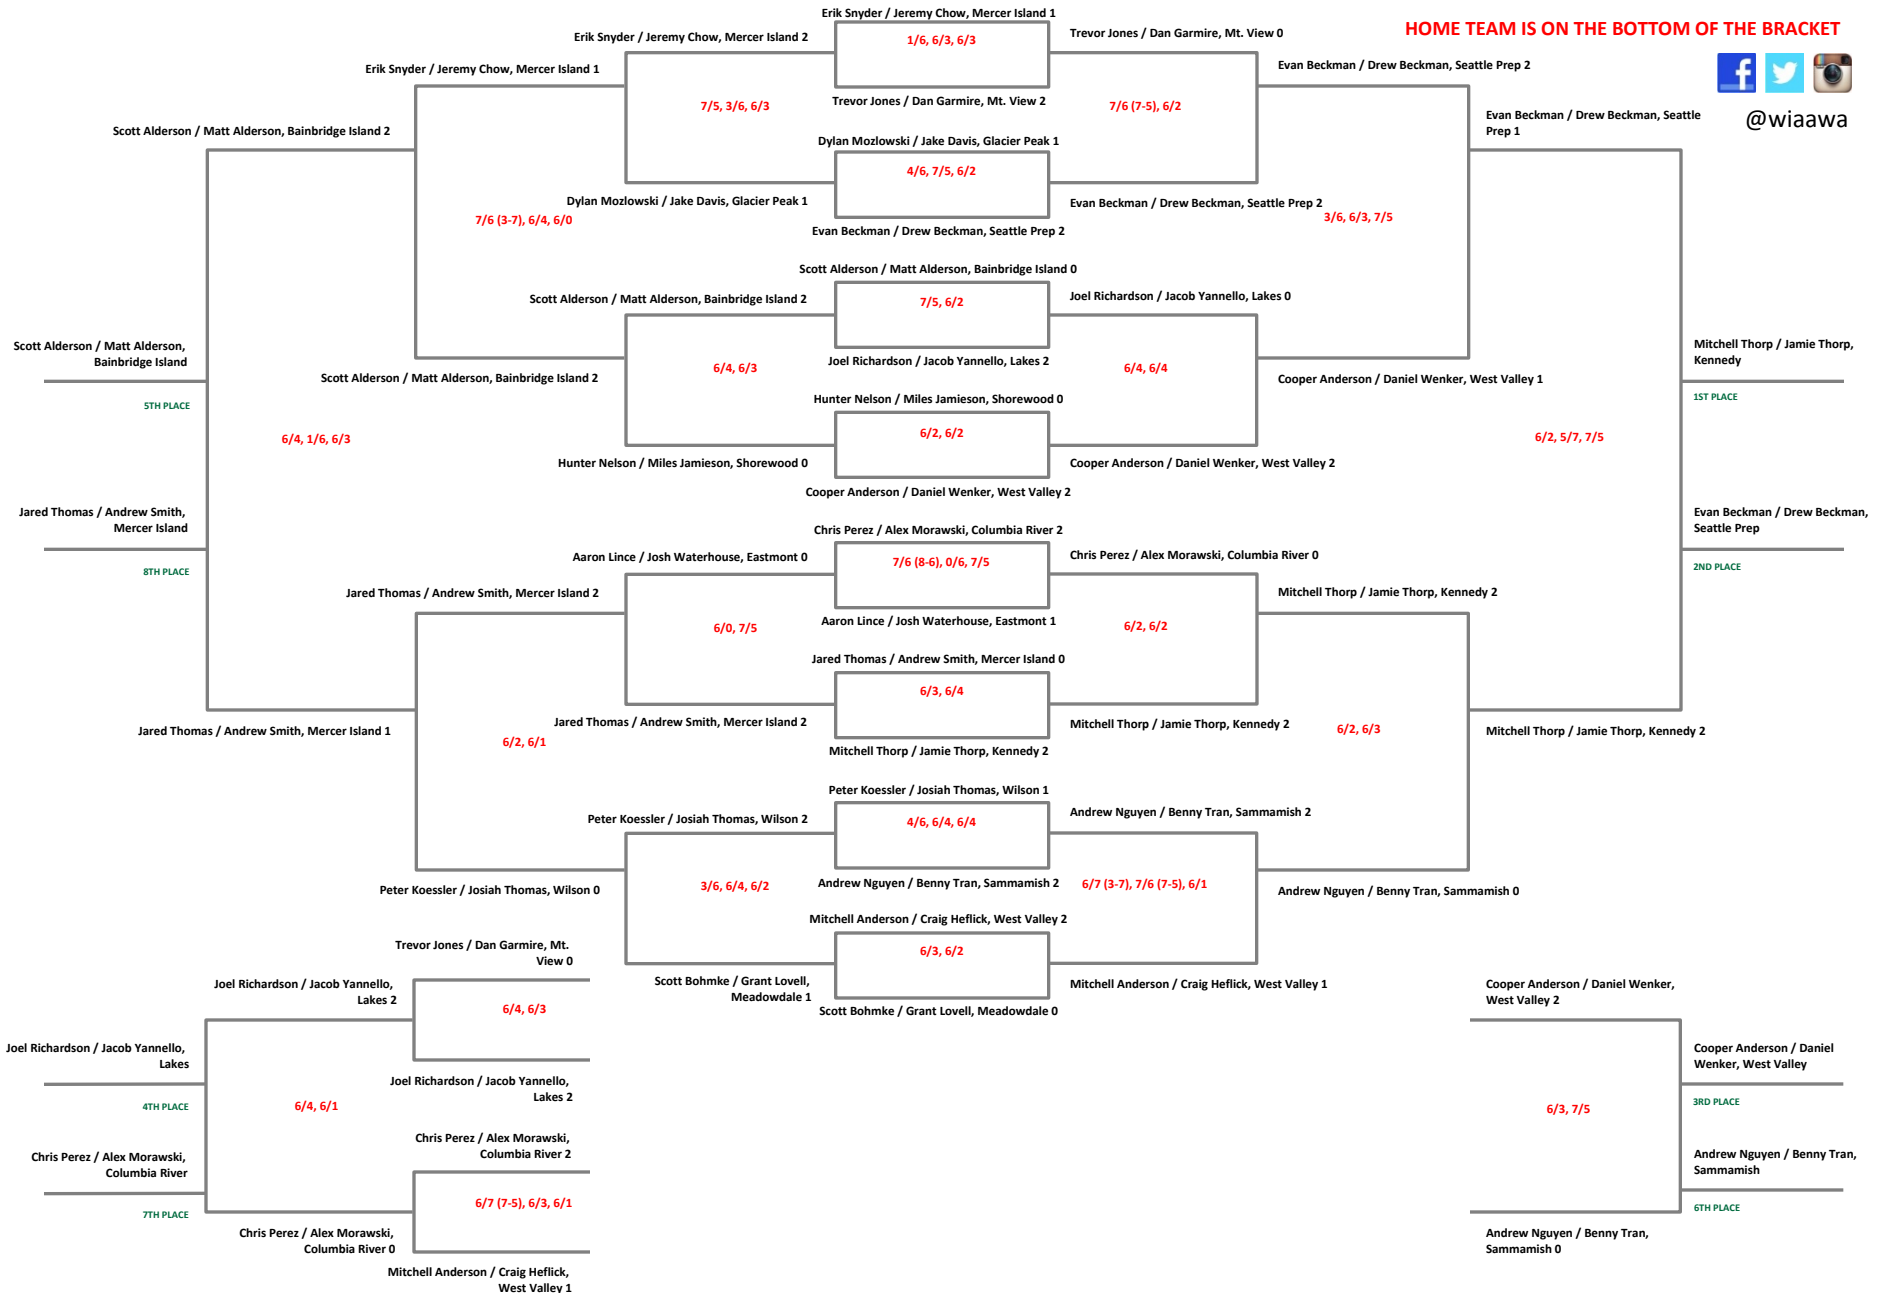 Erik Snyder / Jeremy Chow, Mercer Island 1
HOME TEAM IS ON THE BOTTOM OF THE BRACKET
Erik Snyder / Jeremy Chow, Mercer Island 2
1/6, 6/3, 6/3
Trevor Jones / Dan Garmire, Mt. View 0
Erik Snyder / Jeremy Chow, Mercer Island 1
Evan Beckman / Drew Beckman, Seattle Prep 2
7/5, 3/6, 6/3
Trevor Jones / Dan Garmire, Mt. View 2
7/6 (7-5), 6/2
Evan Beckman / Drew Beckman, Seattle
Prep 1
@wiaawa
Scott Alderson / Matt Alderson, Bainbridge Island 2
Dylan Mozlowski / Jake Davis, Glacier Peak 1
4/6, 7/5, 6/2
Dylan Mozlowski / Jake Davis, Glacier Peak 1
Evan Beckman / Drew Beckman, Seattle Prep 2
7/6 (3-7), 6/4, 6/0
3/6, 6/3, 7/5
Evan Beckman / Drew Beckman, Seattle Prep 2
Scott Alderson / Matt Alderson, Bainbridge Island 0
Scott Alderson / Matt Alderson, Bainbridge Island 2
7/5, 6/2
Joel Richardson / Jacob Yannello, Lakes 0
Scott Alderson / Matt Alderson,
Bainbridge Island
Joel Richardson / Jacob Yannello, Lakes 2
Mitchell Thorp / Jamie Thorp,
Kennedy
6/4, 6/3
6/4, 6/4
Scott Alderson / Matt Alderson, Bainbridge Island 2
Cooper Anderson / Daniel Wenker, West Valley 1
5TH PLACE
Hunter Nelson / Miles Jamieson, Shorewood 0
1ST PLACE
6/4, 1/6, 6/3
6/2, 6/2
6/2, 5/7, 7/5
Hunter Nelson / Miles Jamieson, Shorewood 0
Cooper Anderson / Daniel Wenker, West Valley 2
Cooper Anderson / Daniel Wenker, West Valley 2
Jared Thomas / Andrew Smith,
Mercer Island
Evan Beckman / Drew Beckman,
Seattle Prep
Chris Perez / Alex Morawski, Columbia River 2
Aaron Lince / Josh Waterhouse, Eastmont 0
7/6 (8-6), 0/6, 7/5
Chris Perez / Alex Morawski, Columbia River 0
8TH PLACE
2ND PLACE
Jared Thomas / Andrew Smith, Mercer Island 2
Mitchell Thorp / Jamie Thorp, Kennedy 2
6/0, 7/5
Aaron Lince / Josh Waterhouse, Eastmont 1
6/2, 6/2
Jared Thomas / Andrew Smith, Mercer Island 0
6/3, 6/4
Jared Thomas / Andrew Smith, Mercer Island 1
Jared Thomas / Andrew Smith, Mercer Island 2
Mitchell Thorp / Jamie Thorp, Kennedy 2
6/2, 6/3
Mitchell Thorp / Jamie Thorp, Kennedy 2
6/2, 6/1
Mitchell Thorp / Jamie Thorp, Kennedy 2
Peter Koessler / Josiah Thomas, Wilson 1
Peter Koessler / Josiah Thomas, Wilson 2
4/6, 6/4, 6/4
Andrew Nguyen / Benny Tran, Sammamish 2
Peter Koessler / Josiah Thomas, Wilson 0
3/6, 6/4, 6/2
Andrew Nguyen / Benny Tran, Sammamish 2
6/7 (3-7), 7/6 (7-5), 6/1
Andrew Nguyen / Benny Tran, Sammamish 0
Mitchell Anderson / Craig Heflick, West Valley 2
6/3, 6/2
Trevor Jones / Dan Garmire, Mt.
View 0
Scott Bohmke / Grant Lovell,
Meadowdale 1
Mitchell Anderson / Craig Heflick, West Valley 1
Scott Bohmke / Grant Lovell, Meadowdale 0
Joel Richardson / Jacob Yannello,
Lakes 2
6/4, 6/3
Cooper Anderson / Daniel Wenker,
West Valley 2
Joel Richardson / Jacob Yannello,
Lakes
Cooper Anderson / Daniel
Wenker, West Valley
Joel Richardson / Jacob Yannello,
Lakes 2
4TH PLACE
6/4, 6/1
6/3, 7/5
3RD PLACE
Chris Perez / Alex Morawski,
Columbia River 2
Chris Perez / Alex Morawski,
Columbia River
Andrew Nguyen / Benny Tran,
Sammamish
6/7 (7-5), 6/3, 6/1
7TH PLACE
6TH PLACE
Chris Perez / Alex Morawski,
Columbia River 0
Andrew Nguyen / Benny Tran,
Sammamish 0
Mitchell Anderson / Craig Heflick,
West Valley 1